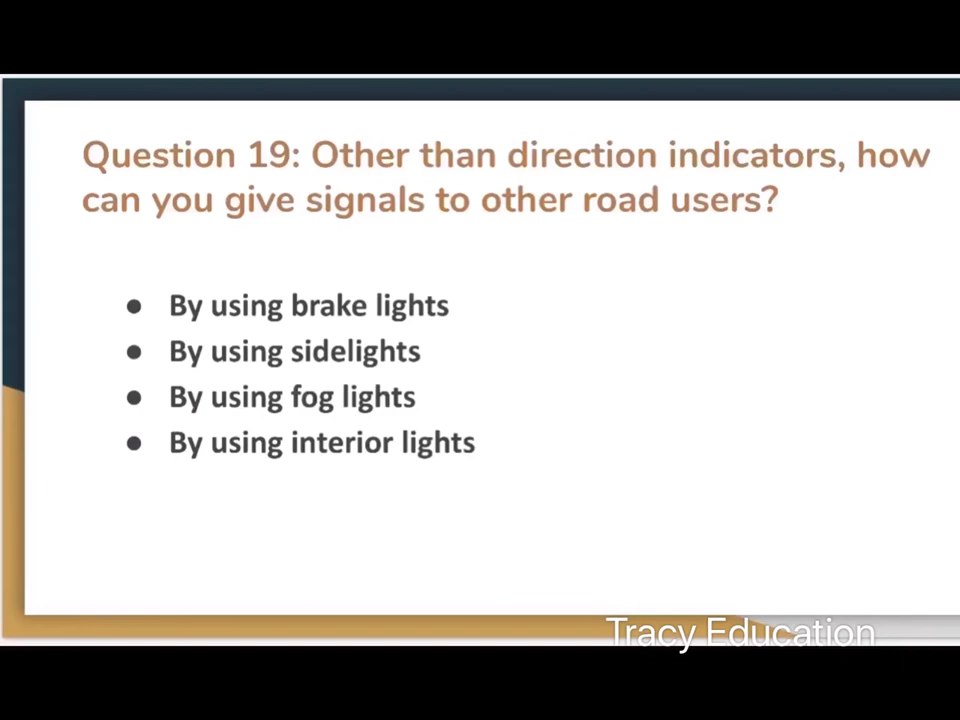 Question 19: Other than direction indicators, how
can you give signals to other road users?
● By using brake lights
● By using sidelights
● By using fog lights
● By using interior lights
Tracy Education